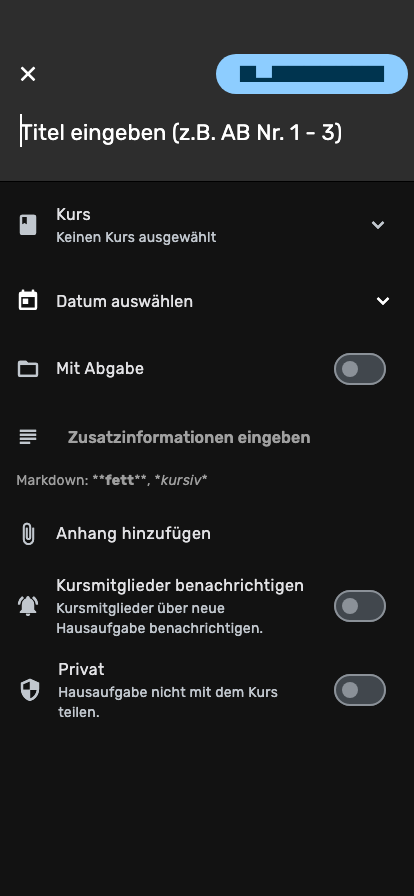 Titel eingeben (z.B. AB Nr. 1 - 3)
Kurs
Keinen Kurs ausgewählt
Datum auswählen
Mit Abgabe
Zusatzinformationen eingeben
Markdown: **fett**, *kursiv*
Anhang hinzufügen
Kursmitglieder benachrichtigen
Kursmitglieder über neue
Hausaufgabe benachrichtigen.
Privat
Hausaufgabe nicht mit dem Kurs
teilen.